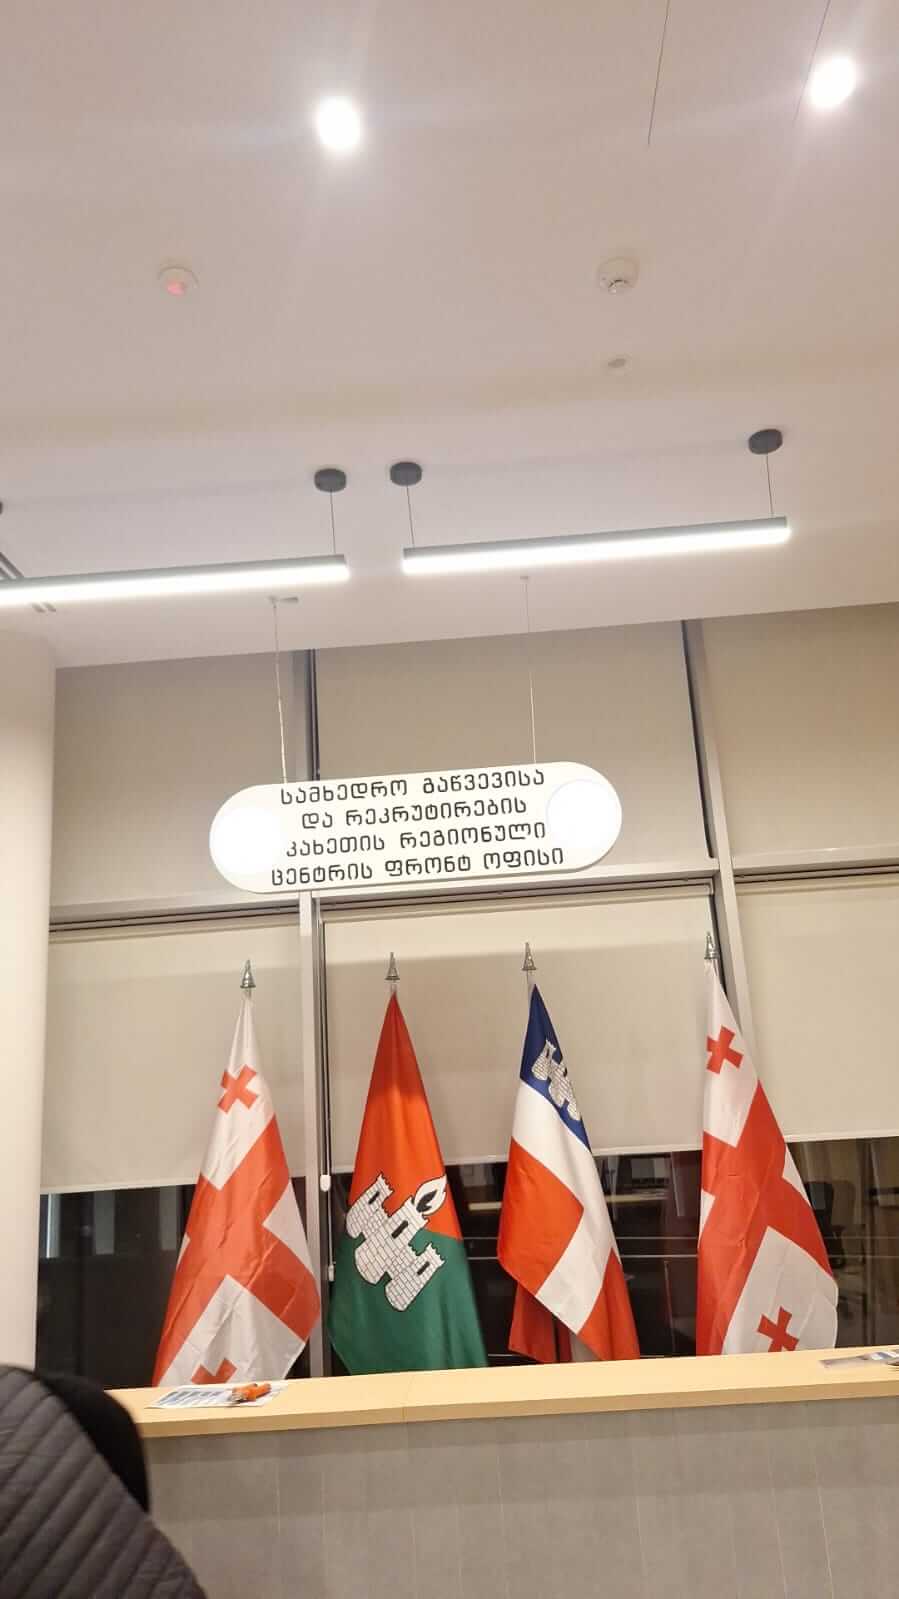 სამხედრო გაწვევისა
და რეკრუტირების
კახეთის რეგიონული
ცენტრის ფრონტ ოფისი